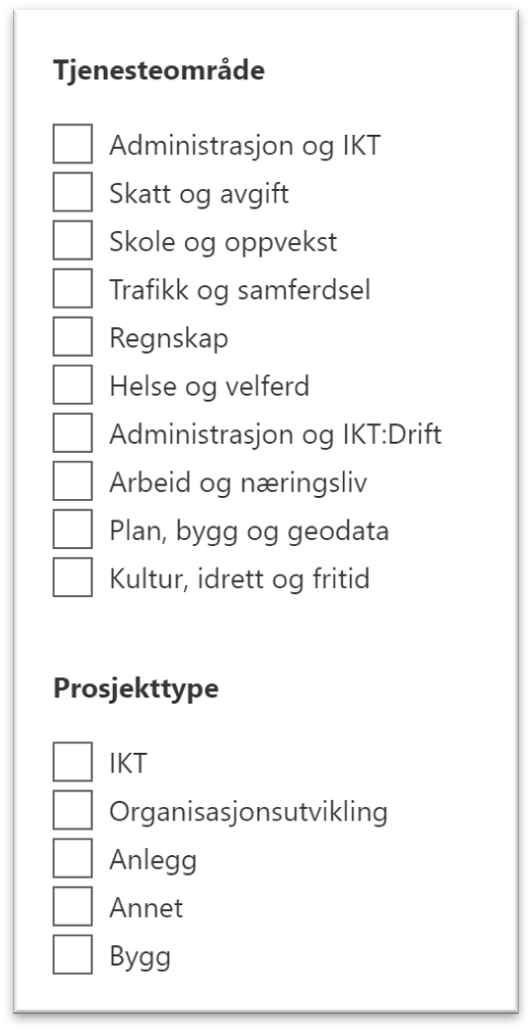 Tjenesteområde
Administrasjon og IKT
Skatt og avgift
Skole og oppvekst
Trafikk og samferdsel
Regnskap
Helse og velferd
Administrasjon og IKT:Drift
Arbeid og næringsliv
Plan, bygg og geodata
Kultur, idrett og fritid
Prosjekttype
IKT
Organisasjonsutvikling
Anlegg
Annet
Bygg